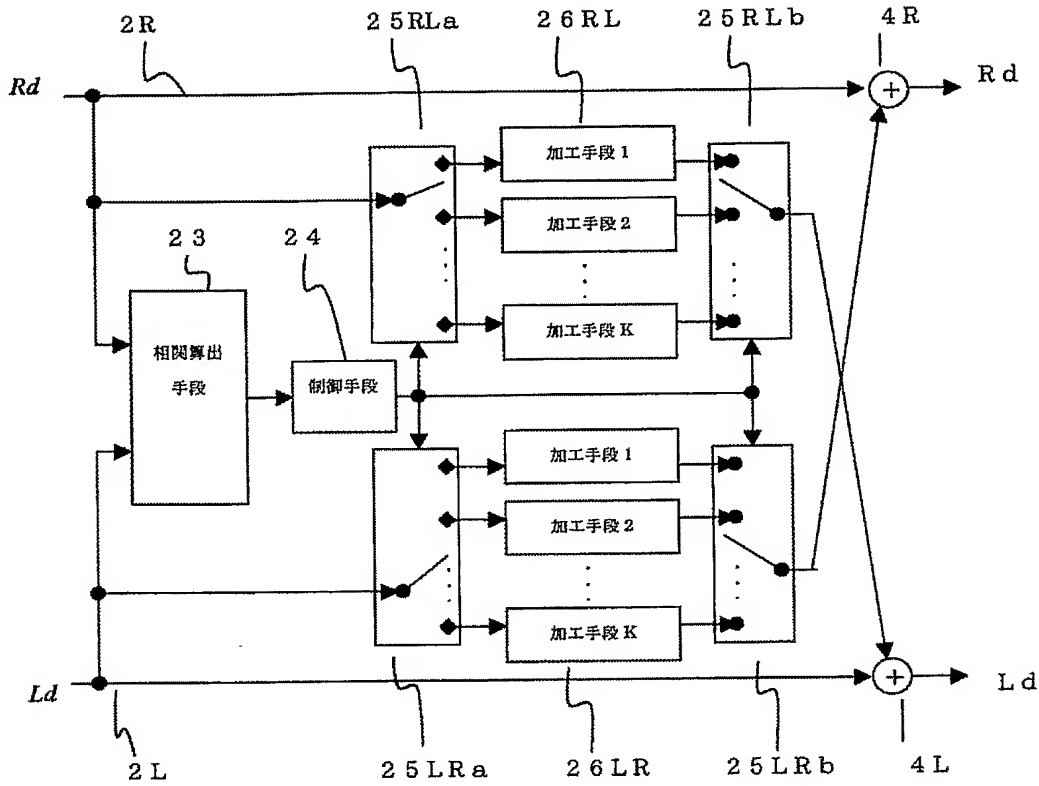 2R
25RLa
26RL
25RLb
4R
Rd
Rd
加工手段1
加工手段2
加工手段K
23
24
相関算出
手段
制御手段
加工手段1
加工手段2
加工手段K
Ld
Ld
2L
25LRa
26LR
25LRb
4L